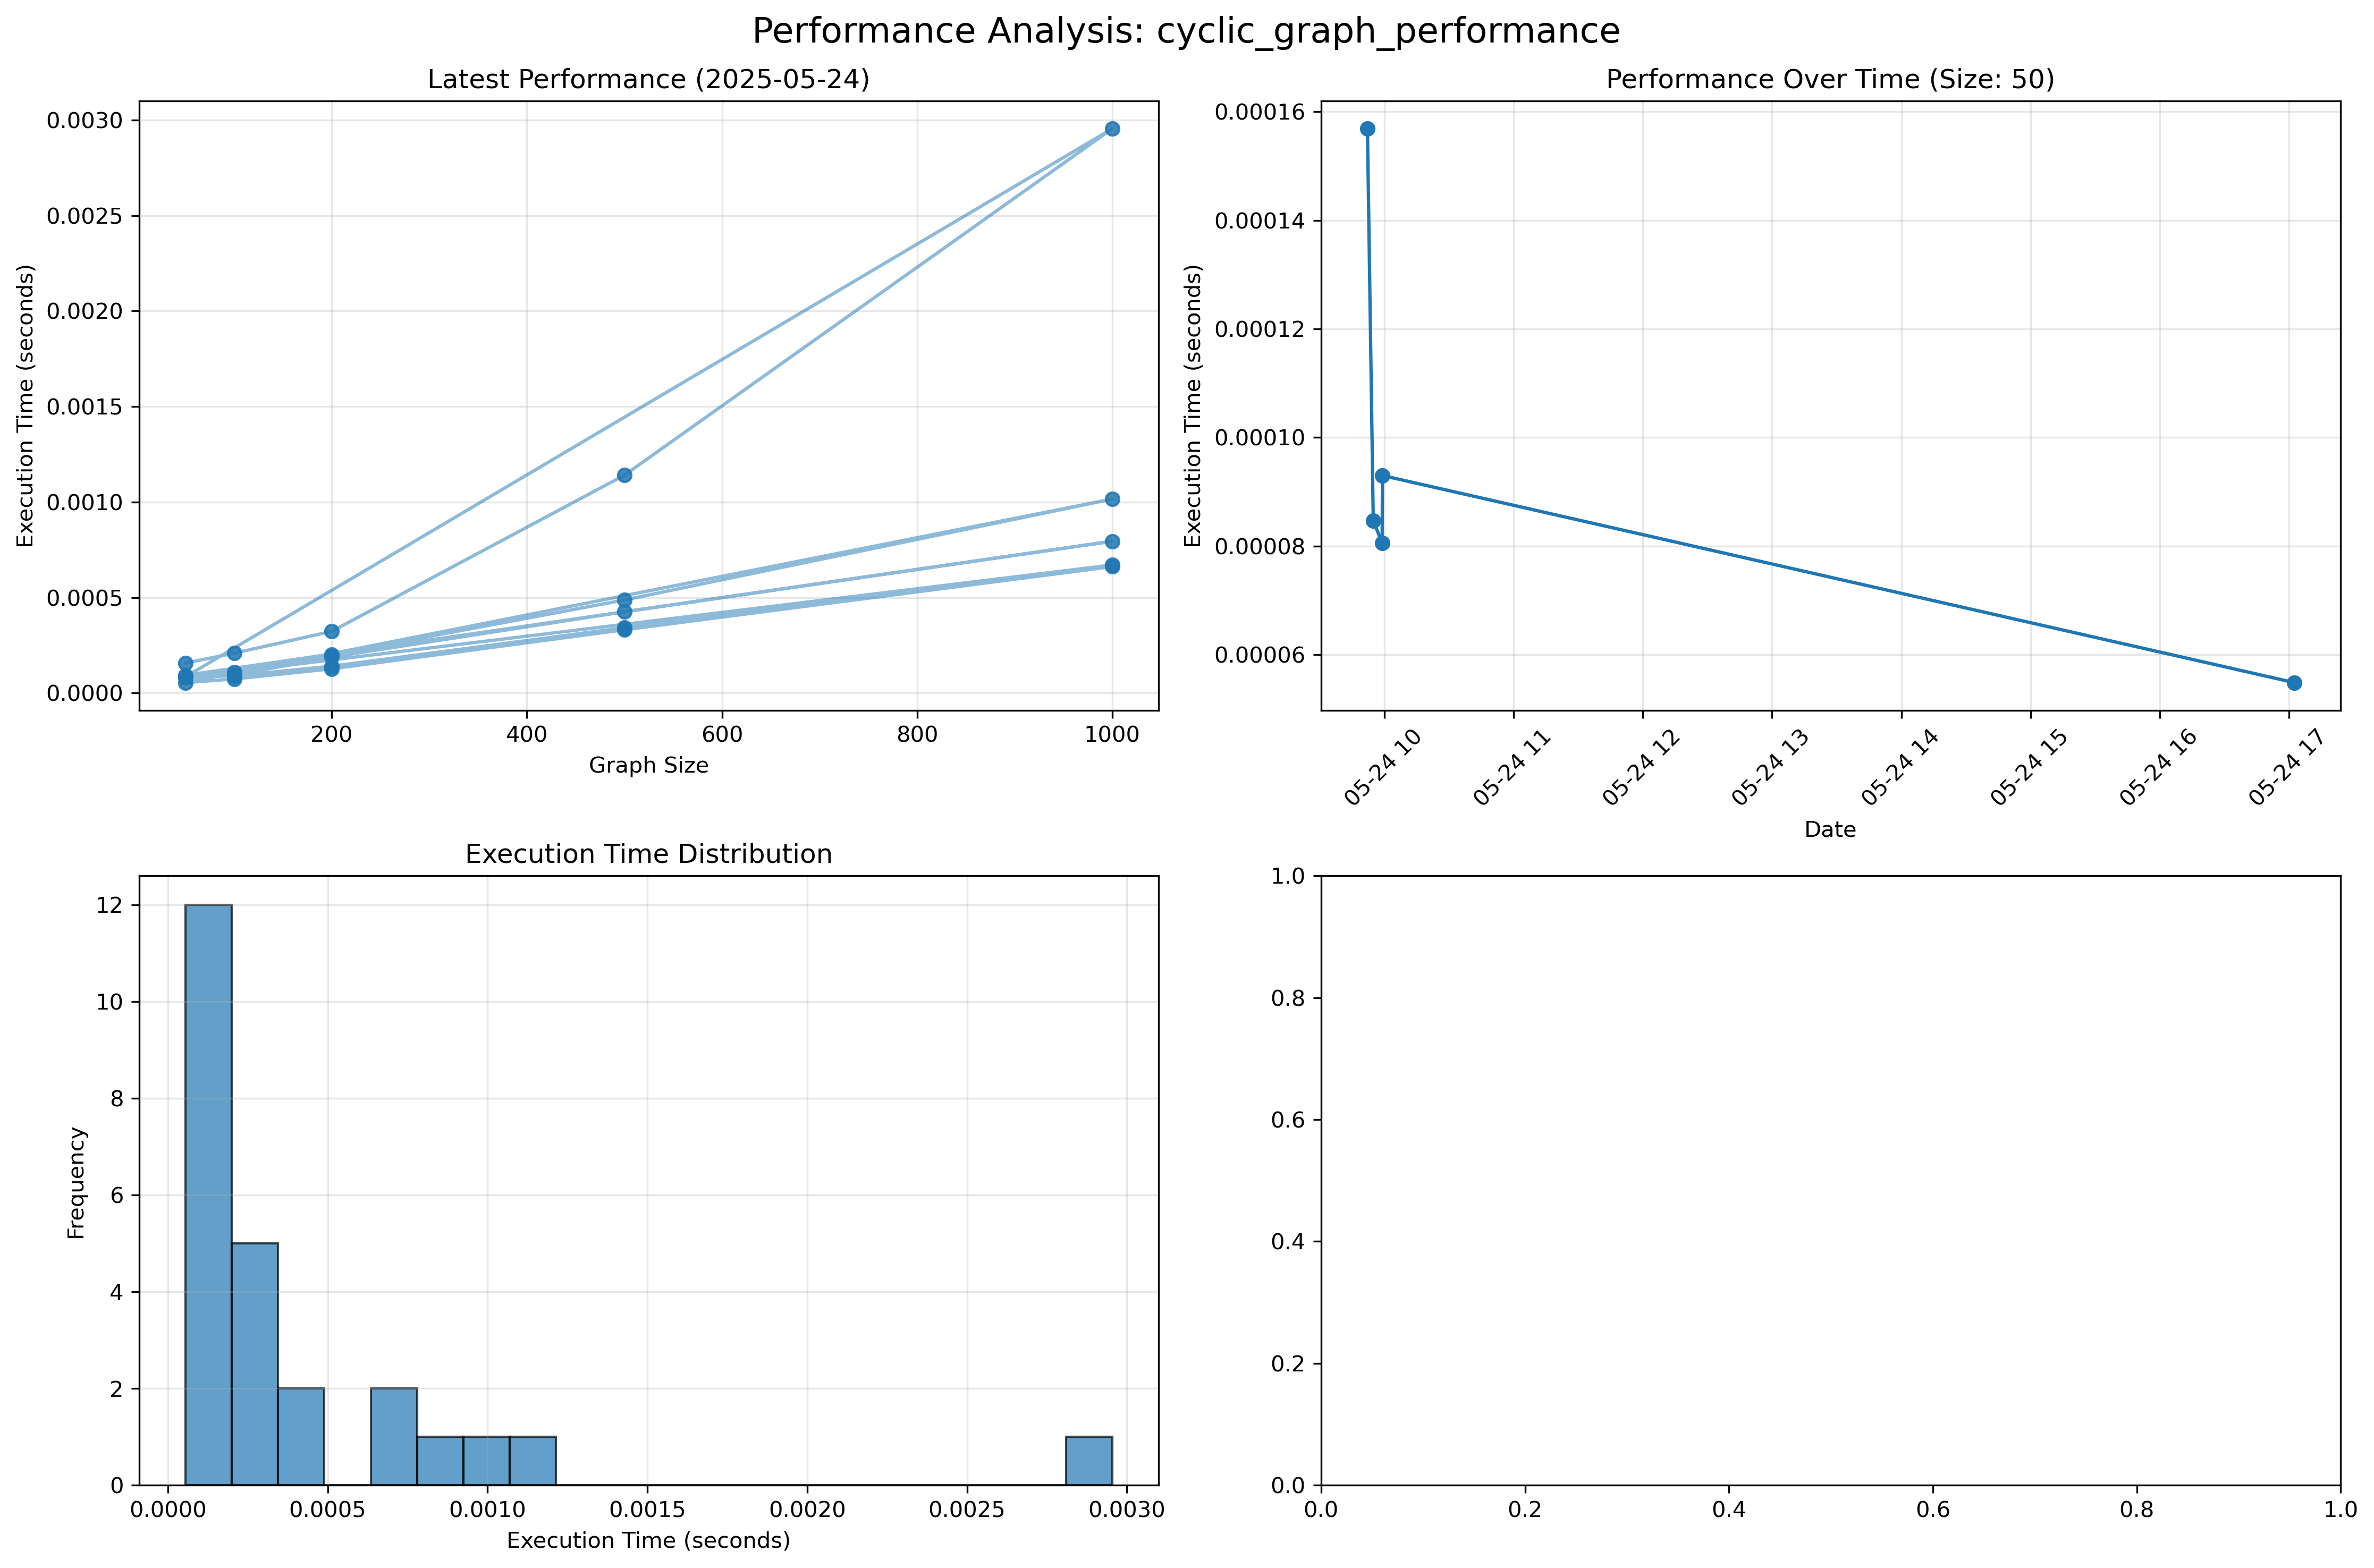 Performance Analysis: cyclic_graph_performance
Latest Performance (2025-05-24)
0.0030
0.0025
0.0020
0.0015
0.0010
0.0005
0.0000
Execution Time (seconds)
200 400 600 800 1000
Graph Size
Performance Over Time (Size: 50)
0.00016
0.00014
0.00012
0.00010
0.00008
0.00006
Execution Time (seconds)
05-24 10 05-24 11 05-24 12 05-24 13 05-24 14 05-24 15 05-24 16 05-24 17
Date
Execution Time Distribution
12
10
8
6
4
2
0
Frequency
0.0000 0.0005 0.0010 0.0015 0.0020 0.0025 0.0030
Execution Time (seconds)
1.0
0.8
0.6
0.4
0.2
0.0
0.0 0.2 0.4 0.6 0.8 1.0